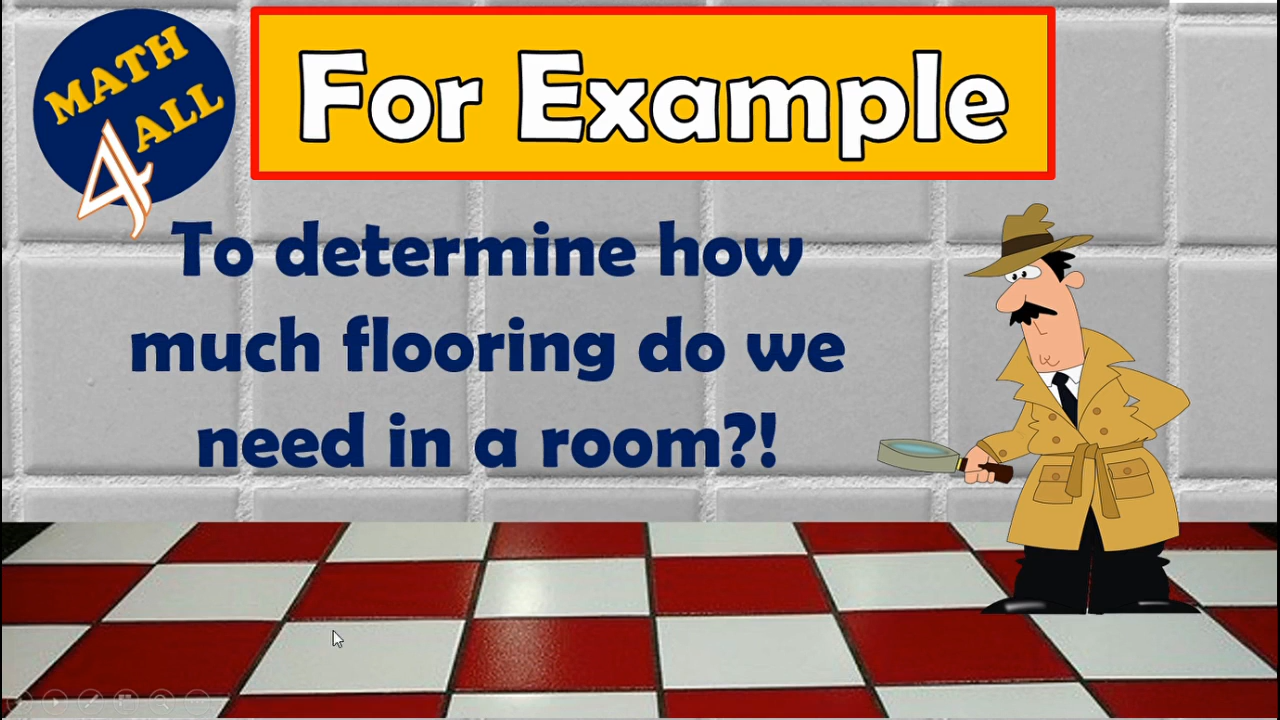 MATH
4 ALL
For Example
To determine how
much flooring do we
need in a room?!